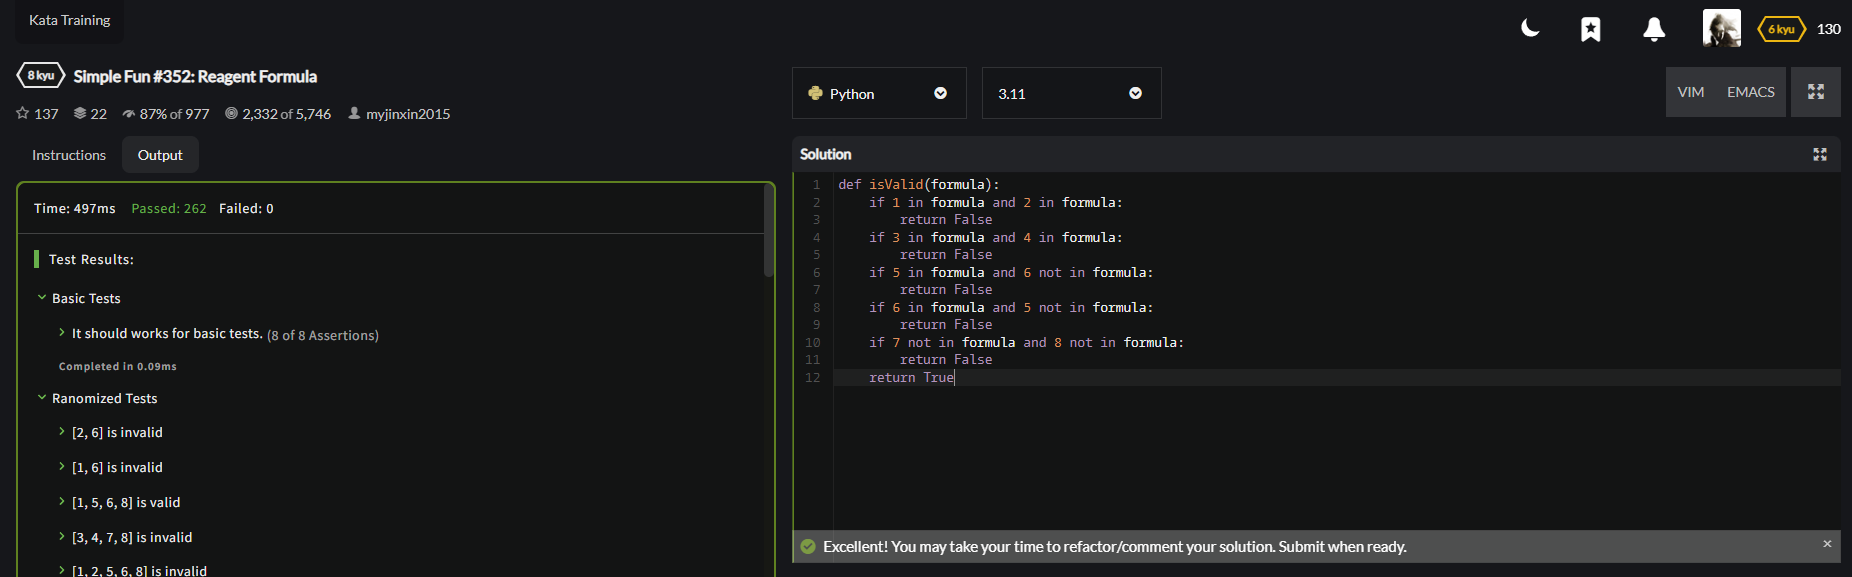 Kata Training
6 kyu 130
8 kyu Simple Fun #352: Reagent Formula
137 22 87% of 977 2,332 of 5,746 myjinxin2015
Python 3.11 VIM EMACS
Instructions Output
Time: 497ms Passed: 262 Failed: 0
Test Results:
Basic Tests
It should works for basic tests. (8 of 8 Assertions)
Completed in 0.09ms
Ranomized Tests
[2, 6] is invalid
[1, 6] is invalid
[1, 5, 6, 8] is valid
[3, 4, 7, 8] is invalid
[1, 2, 5, 6, 8] is invalid
Solution
1 def isValid(formula):
2     if 1 in formula and 2 in formula:
3         return False
4     if 3 in formula and 4 in formula:
5         return False
6     if 5 in formula and 6 not in formula:
7         return False
8     if 6 in formula and 5 not in formula:
9         return False
10     if 7 not in formula and 8 not in formula:
11         return False
12     return True
Excellent! You may take your time to refactor/comment your solution. Submit when ready. ×